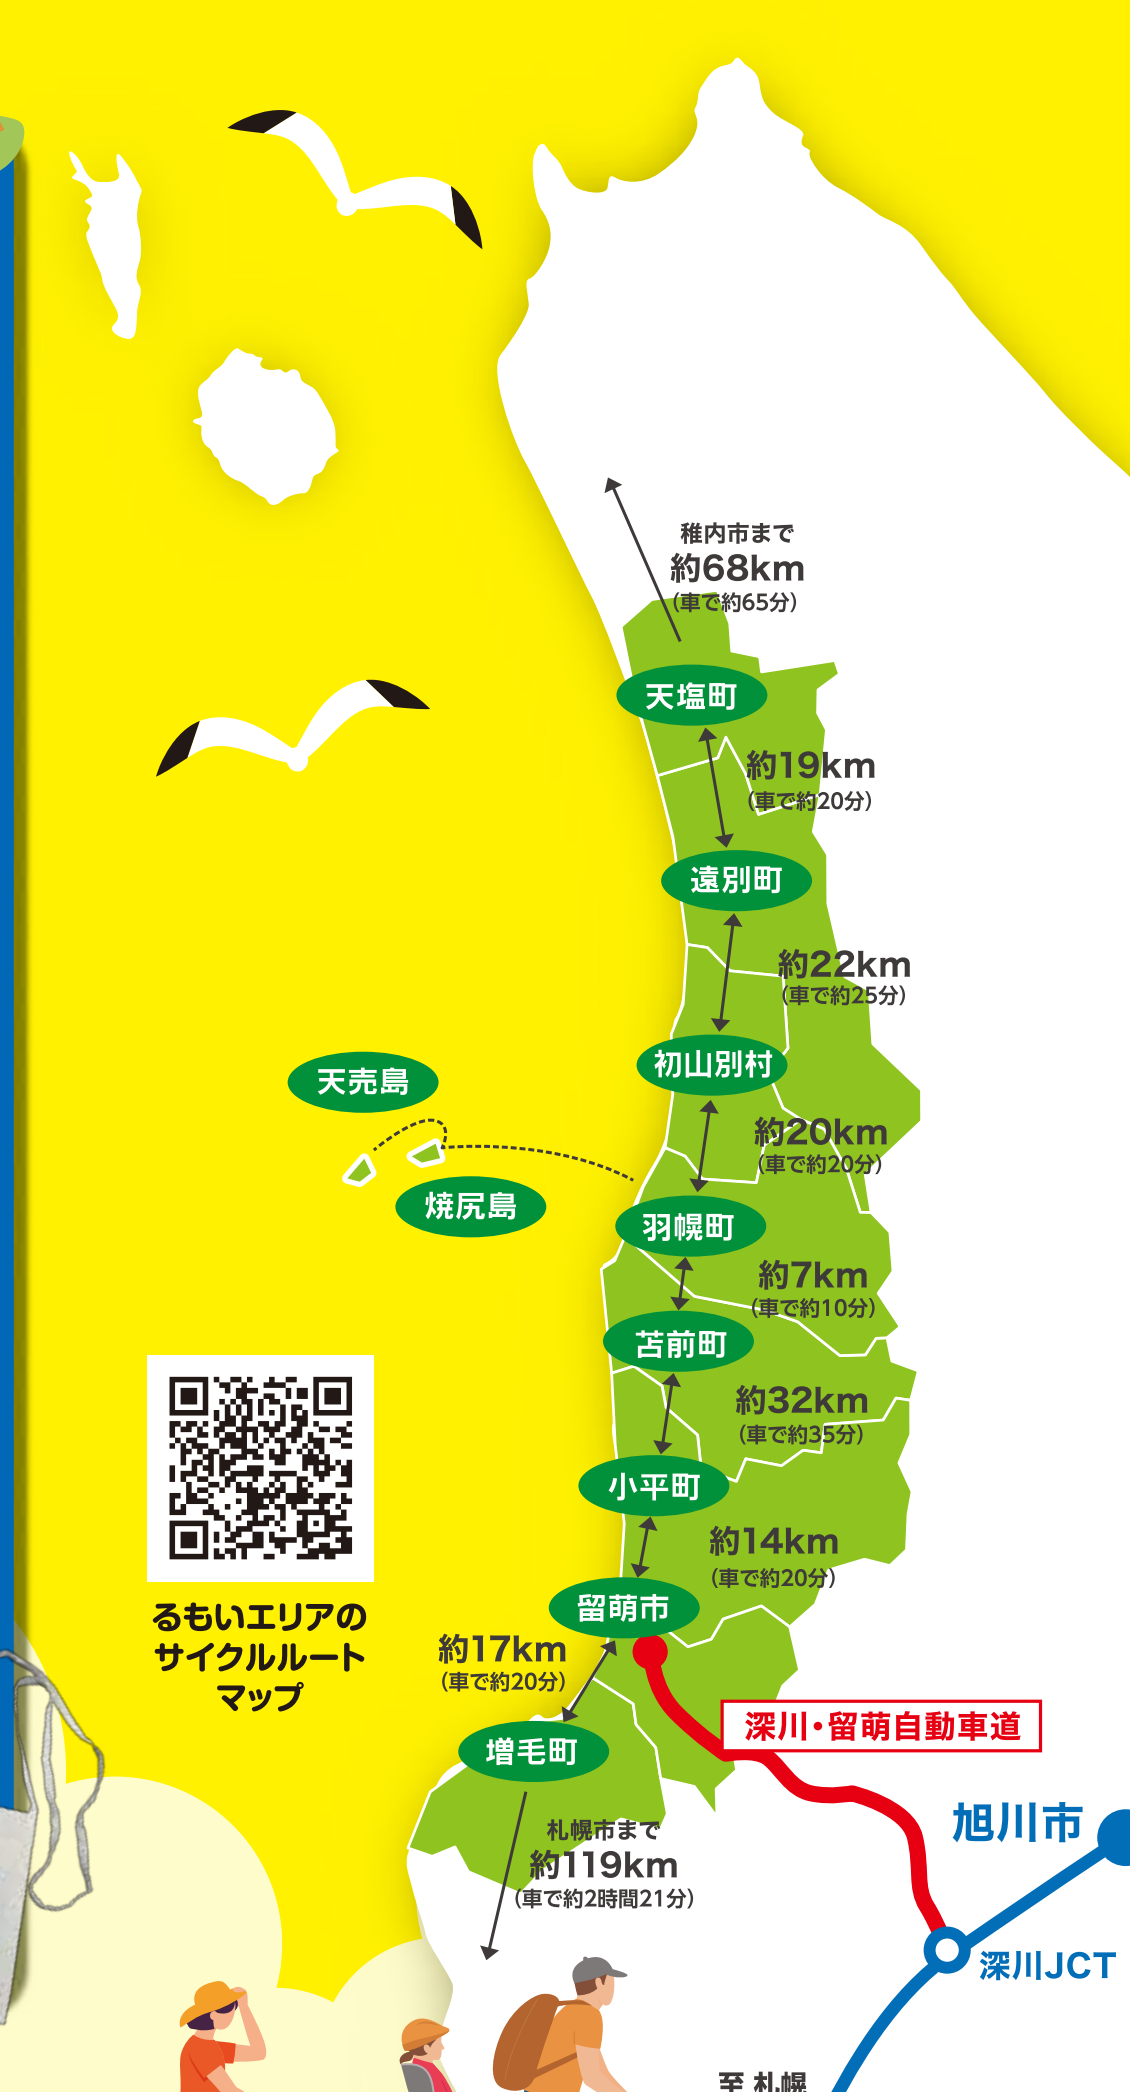 稚内市まで
約68km
（車で約65分）
天塩町
約19km
（車で約20分）
遠別町
約22km
（車で約25分）
初山別村
天売島
約20km
（車で約20分）
焼尻島
羽幌町
約7km
（車で約10分）
苫前町
約32km
（車で約35分）
小平町
約14km
（車で約20分）
留萌市
るもいエリアの
サイクルルート
マップ
約17km
（車で約20分）
深川・留萌自動車道
増毛町
旭川市
札幌市まで
約119km
（車で約2時間21分）
深川JCT
至 札幌